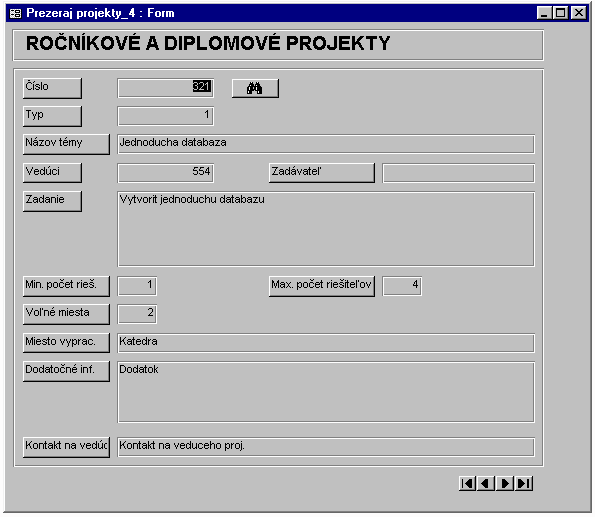 Prezeraj projekty_4 : Form
ROČNÍKOVÉ A DIPLOMOVÉ PROJEKTY
Číslo 321
Typ 1
Názov témy Jednoducha databaza
Vedúci 554 Zadávateľ
Zadanie Vytvorit jednoduchu databazu
Min. počet rieš. 1 Max. počet riešiteľov 4
Voľné miesta 2
Miesto vyprac. Katedra
Dodatočné inf. Dodatok
Kontakt na vedúc Kontakt na veduceho proj.